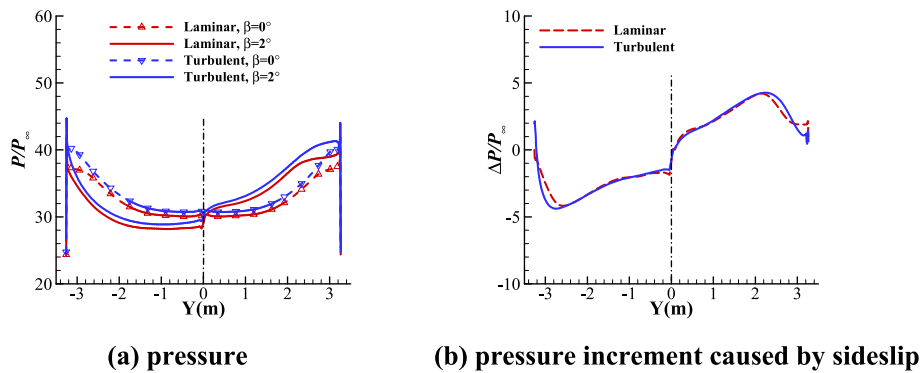 60
50
40
30
20
P/P∞
Laminar, β=0°
Laminar, β=2°
Turbulent, β=0°
Turbulent, β=2°
-3 -2 -1 0 1 2 3
Y(m)
(a) pressure
10
5
0
-5
-10
ΔP/P∞
Laminar
Turbulent
-3 -2 -1 0 1 2 3
Y(m)
(b) pressure increment caused by sideslip